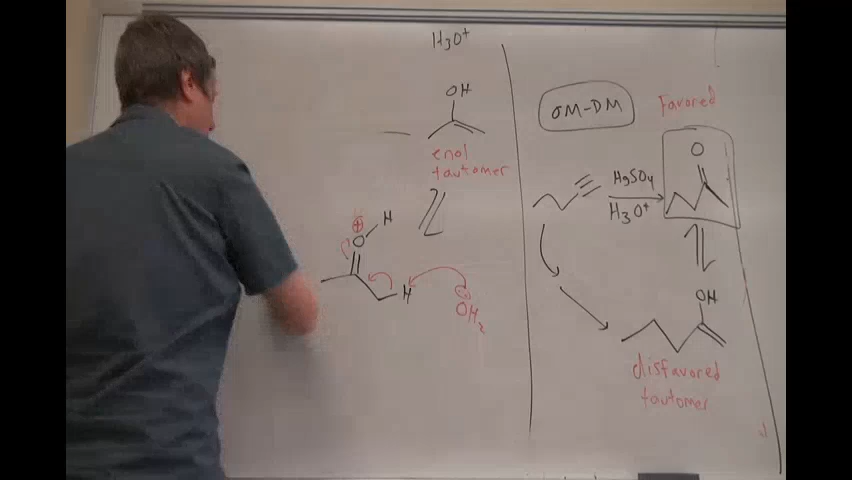 H3O+
OH
enol
tautomer
⊕
O
H
H
OH2
OM-DM
Favored
O
HgSO4
H3O+
OH
disfavored
tautomer